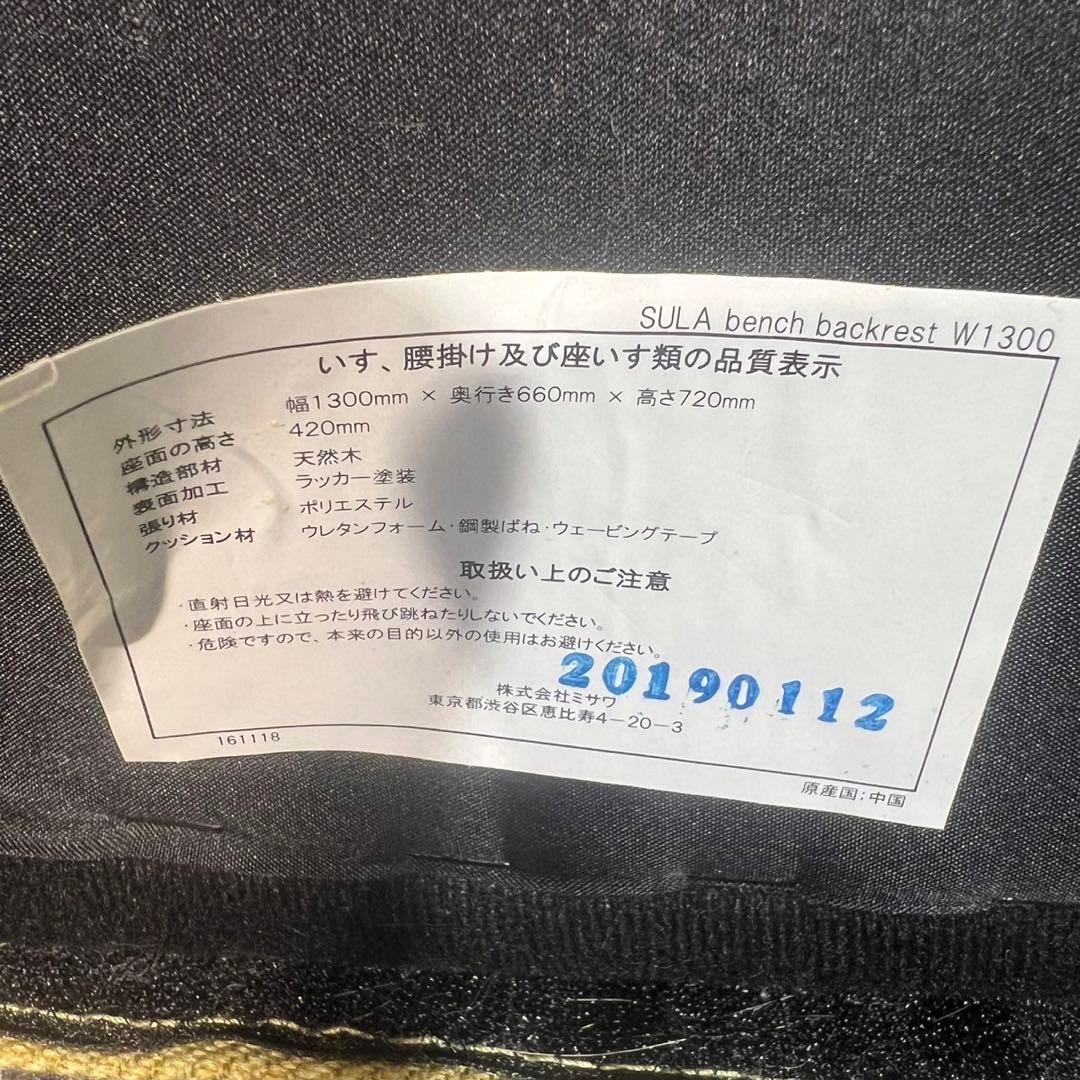 SULA bench backrest W1300
いす、腰掛け及び座いす類の品質表示
外形寸法 幅1300mm × 奥行き660mm × 高さ720mm
座面の高さ 420mm
構造部材 天然木
表面加工 ラッカー塗装
張り材 ポリエステル
クッション材 ウレタンフォーム・鋼製ばね・ウェービングテープ
取扱い上のご注意
・直射日光又は熱を避けてください。
・座面の上に立ったり飛び跳ねたりしないでください。
・危険ですので、本来の目的以外の使用はお避けください。
20190112
株式会社ミサワ
東京都渋谷区恵比寿4-20-3
161118
原産国;中国